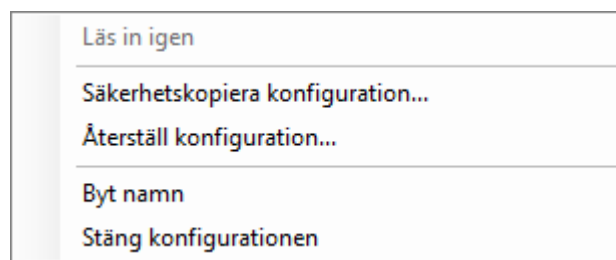 Läs in igen
Säkerhetskopiera konfiguration...
Återställ konfiguration...
Byt namn
Stäng konfigurationen